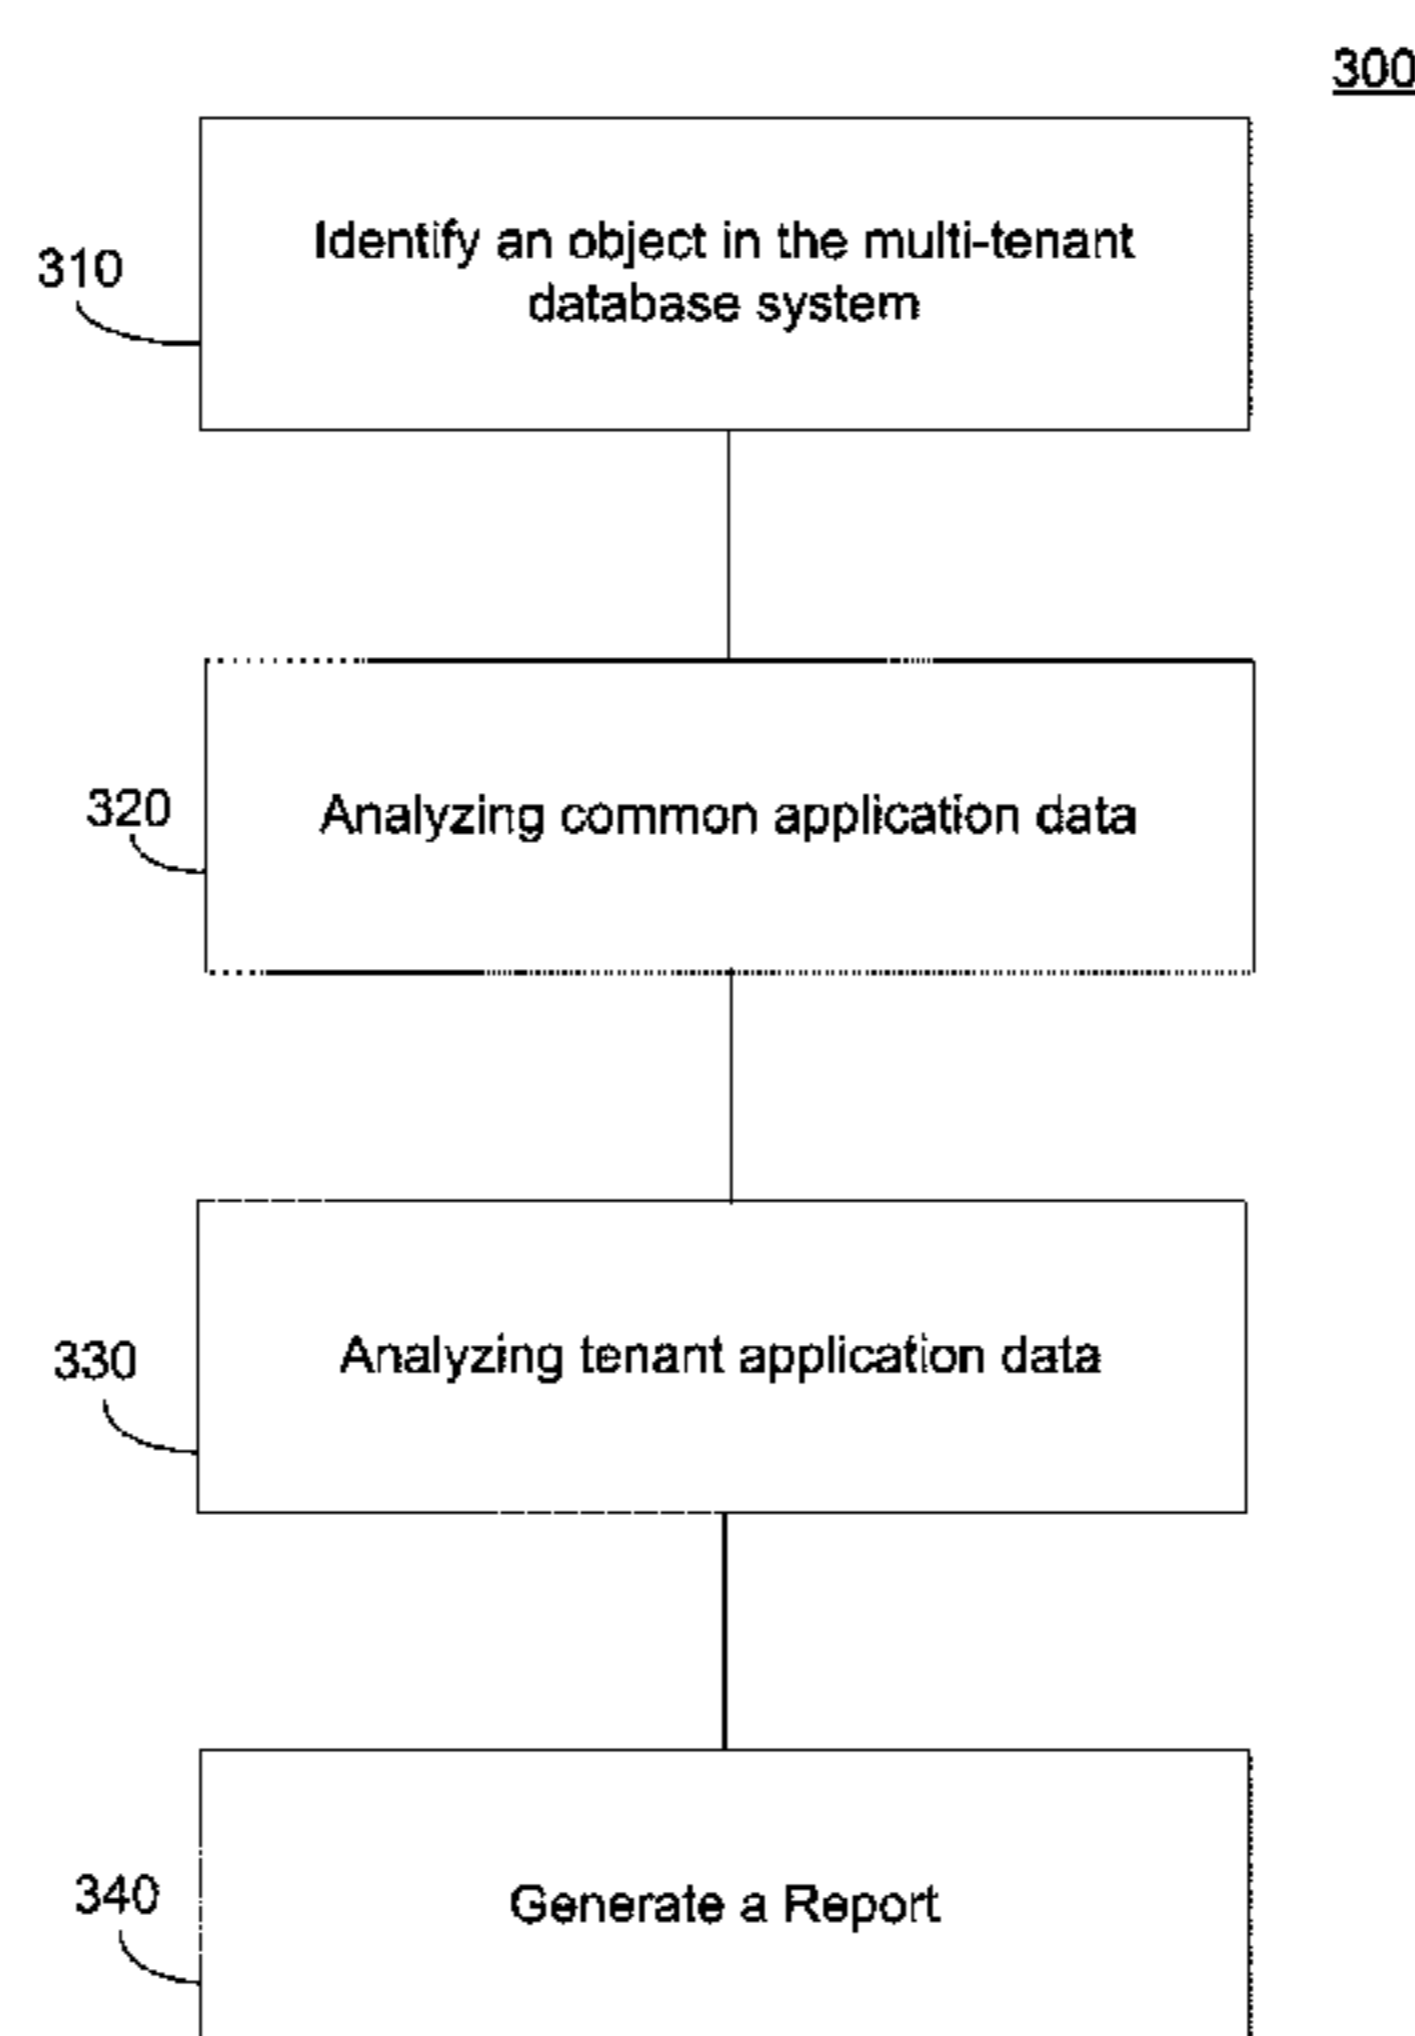 300
Identify an object in the multi-tenant
database system
310
Analyzing common application data
320
Analyzing tenant application data
330
Generate a Report
340